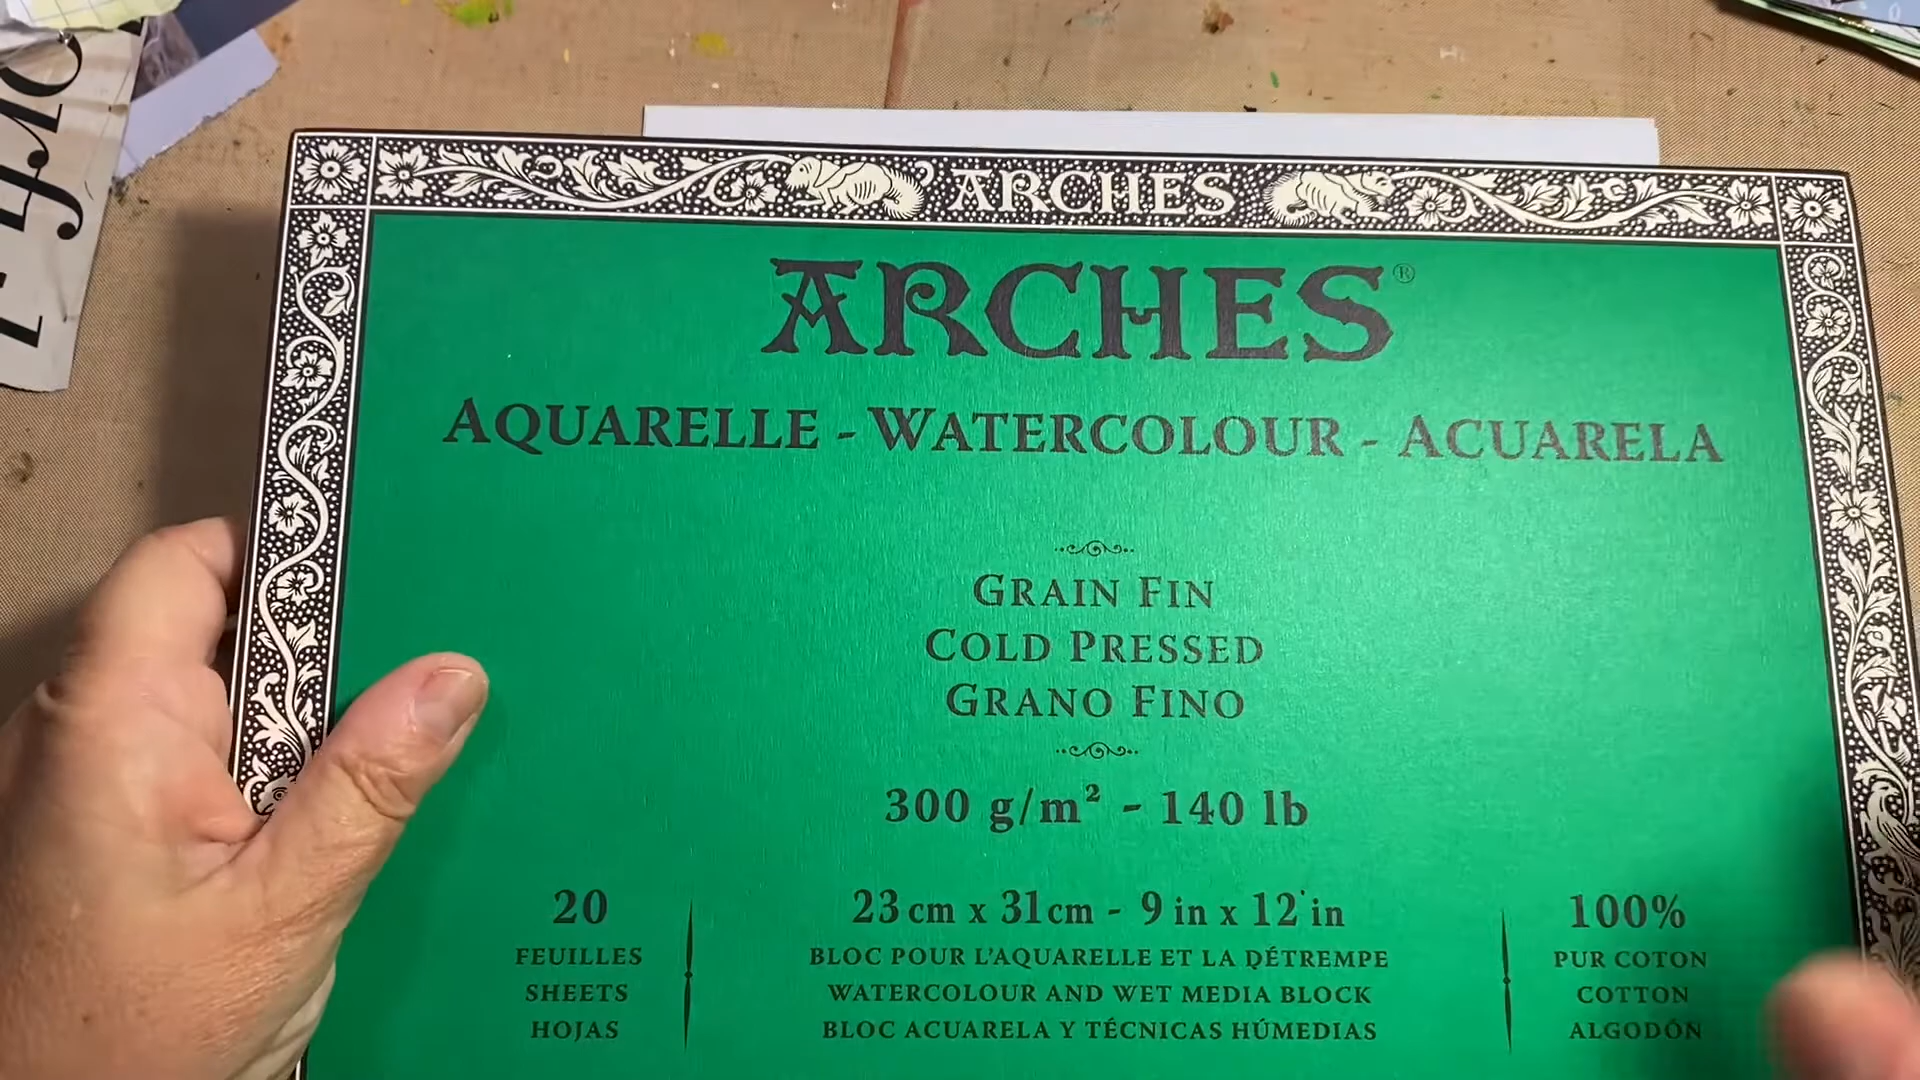 ARCHES
ARCHES®
AQUARELLE - WATERCOLOUR - ACUARELA
GRAIN FIN
COLD PRESSED
GRANO FINO
300 g/m² - 140 lb
20
FEUILLES
SHEETS
HOJAS
23 cm x 31 cm - 9 in x 12 in
BLOC POUR L'AQUARELLE ET LA DÉTREMPE
WATERCOLOUR AND WET MEDIA BLOCK
BLOC ACUARELA Y TÉCNICAS HÚMEDIAS
100%
PUR COTON
COTTON
ALGODÓN